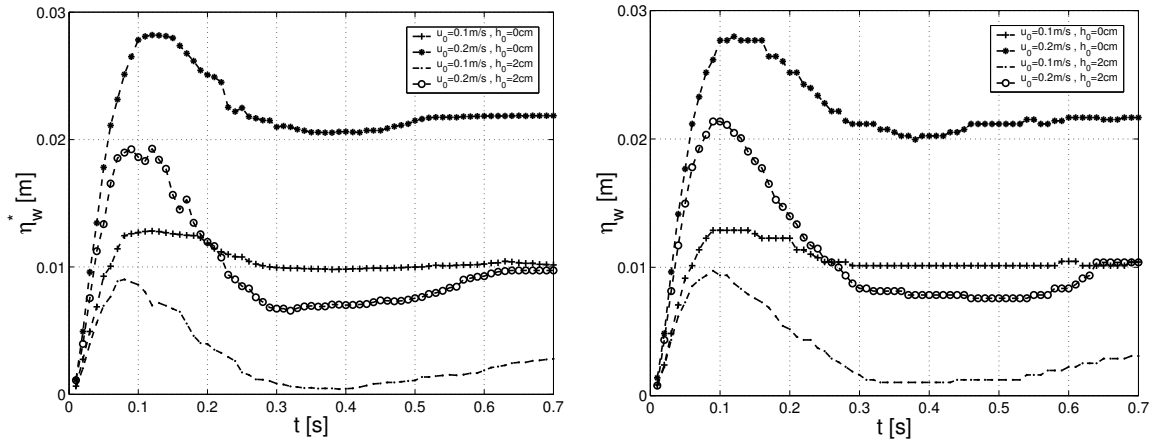 0.03
0.02
0.01
0
η*w [m]
u0=0.1m/s , h0=0cm
u0=0.2m/s , h0=0cm
u0=0.1m/s , h0=2cm
u0=0.2m/s , h0=2cm
0 0.1 0.2 0.3 0.4 0.5 0.6 0.7
t [s]
0.03
0.02
0.01
0
ηw [m]
u0=0.1m/s , h0=0cm
u0=0.2m/s , h0=0cm
u0=0.1m/s , h0=2cm
u0=0.2m/s , h0=2cm
0 0.1 0.2 0.3 0.4 0.5 0.6 0.7
t [s]